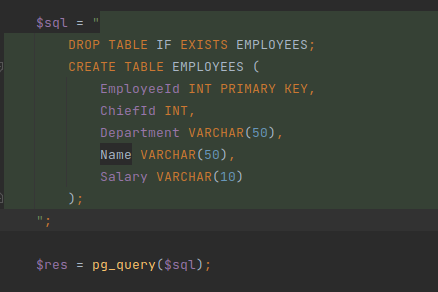 $sql = "
DROP TABLE IF EXISTS EMPLOYEES;
CREATE TABLE EMPLOYEES (
EmployeeId INT PRIMARY KEY,
ChiefId INT,
Department VARCHAR(50),
Name VARCHAR(50),
Salary VARCHAR(10)
);
";
$res = pg_query($sql);